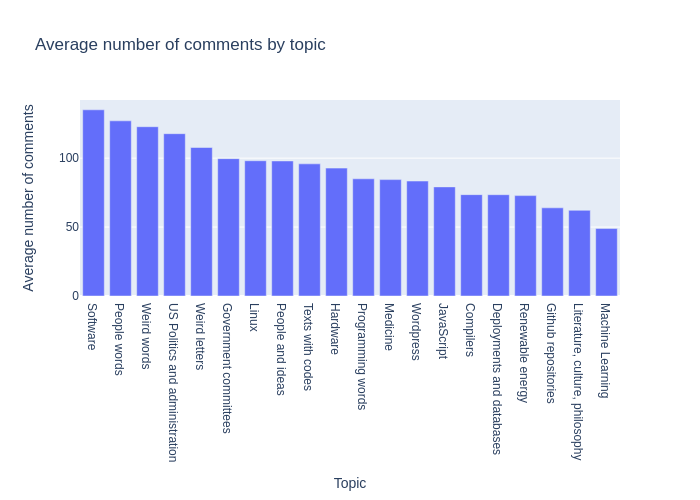 Average number of comments by topic
Average number of comments
100
50
0
Software
People words
Weird words
US Politics and administration
Weird letters
Government committees
Linux
People and ideas
Texts with codes
Hardware
Programming words
Medicine
Wordpress
JavaScript
Compilers
Deployments and databases
Renewable energy
Github repositories
Literature, culture, philosophy
Machine Learning
Topic